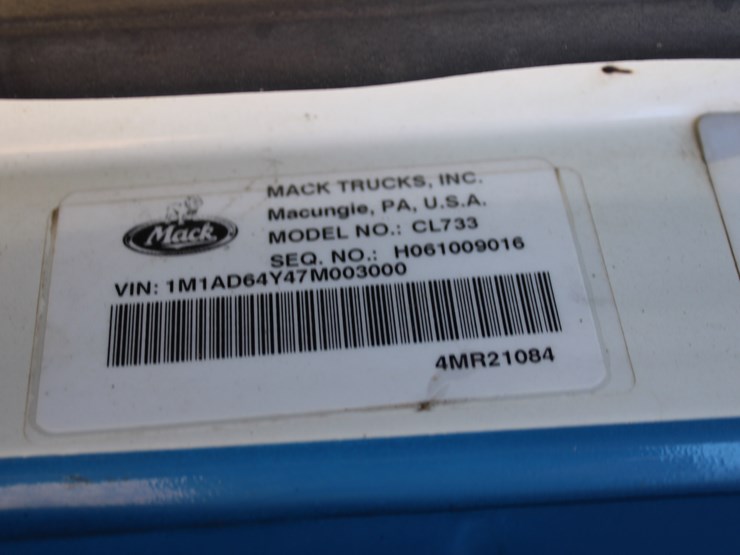 MACK TRUCKS, INC.
Macungie, PA, U.S.A.
Mack
MODEL NO.: CL733
SEQ. NO.: H061009016
VIN: 1M1AD64Y47M003000
4MR21084